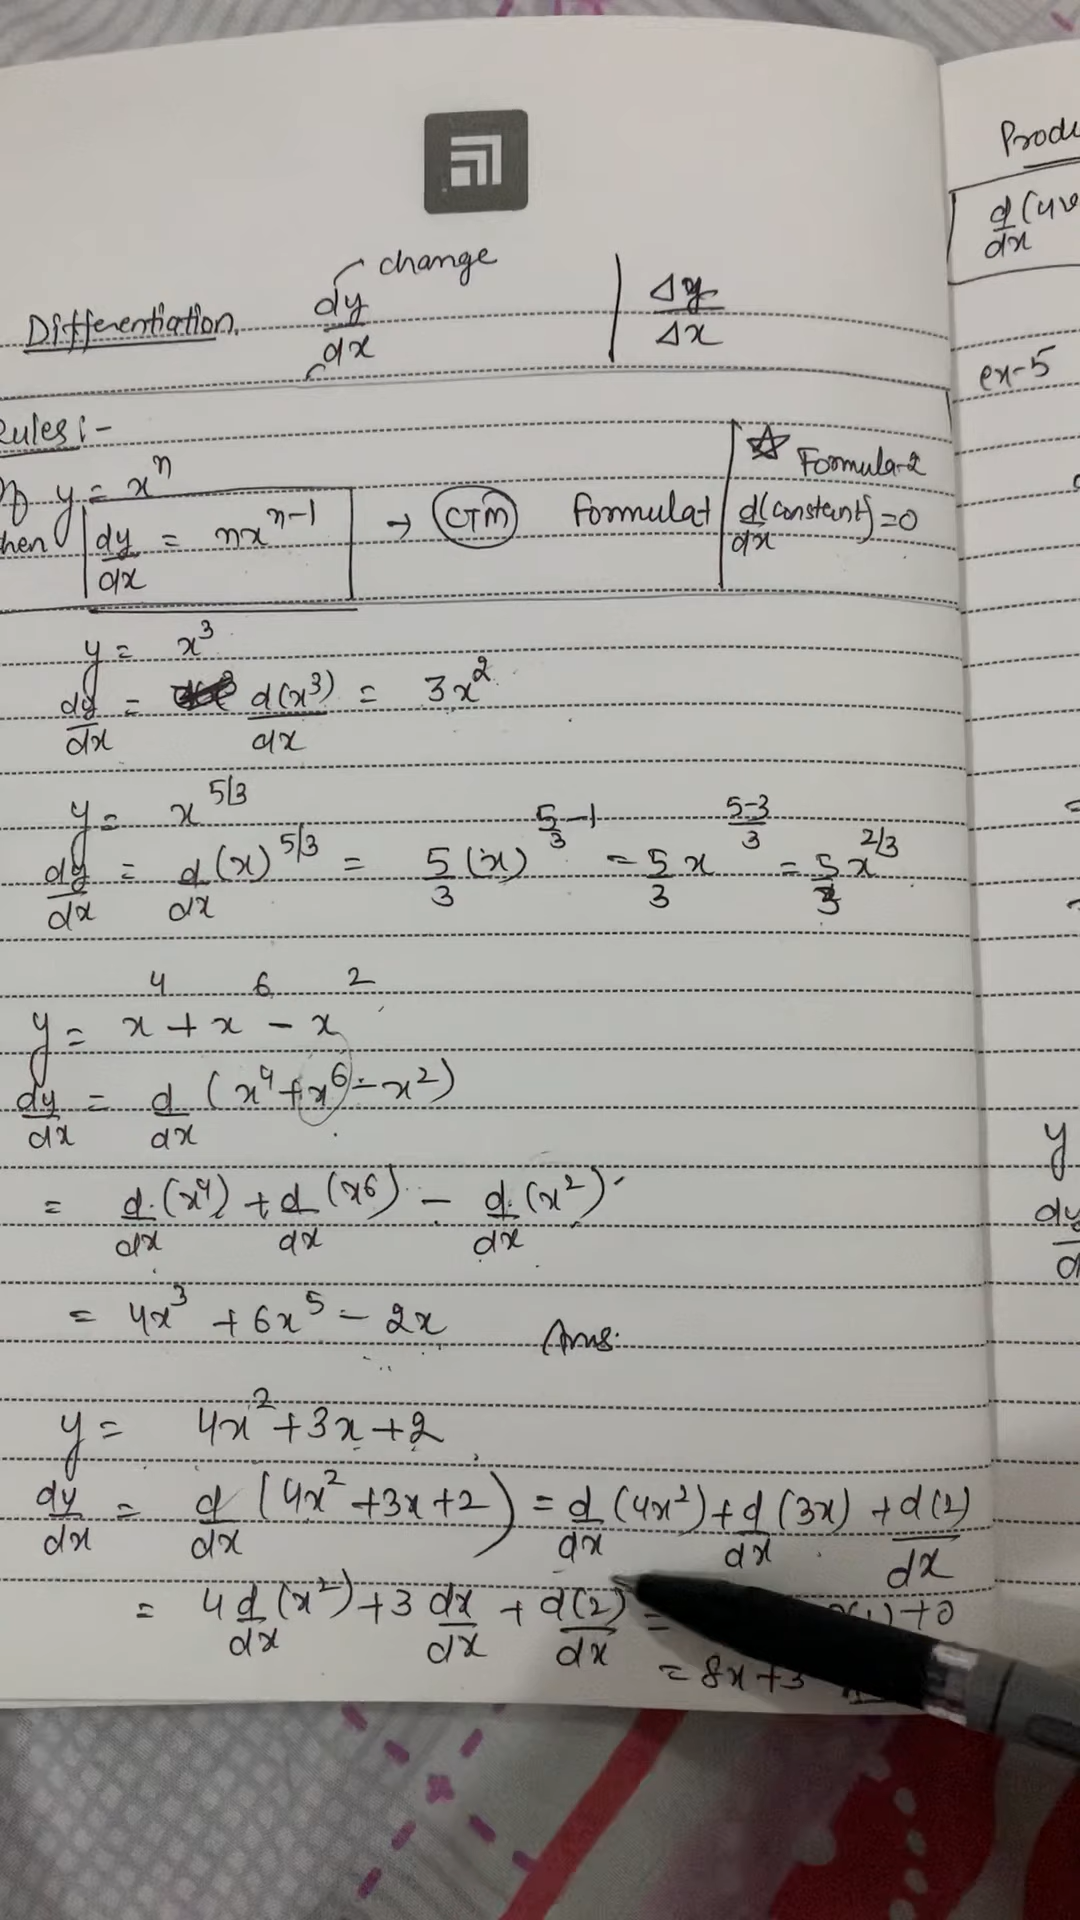 change
Differentiation. dy/dx | Δy/Δx
Rules :-
If y = x^n
then dy/dx = nx^(n-1) → (CTM) Formula 1
☆ Formula-2
d/dx (constant) = 0
y = x^3
dy/dx = d(x^3)/dx = 3x^2
y = x^(5/3)
dy/dx = d/dx (x)^(5/3) = 5/3 (x)^(5/3 - 1) = 5/3 x^((5-3)/3) = 5/3 x^(2/3)
y = x^4 + x^6 - x^2
dy/dx = d/dx (x^4 + x^6 - x^2)
= d/dx (x^4) + d/dx (x^6) - d/dx (x^2)
= 4x^3 + 6x^5 - 2x Ans.
y = 4x^2 + 3x + 2
dy/dx = d/dx (4x^2 + 3x + 2) = d/dx (4x^2) + d/dx (3x) + d(2)/dx
= 4 d/dx (x^2) + 3 dx/dx + d(2)/dx = + 0
= 8x + 3
d/dx
ex-5
y
dy/d